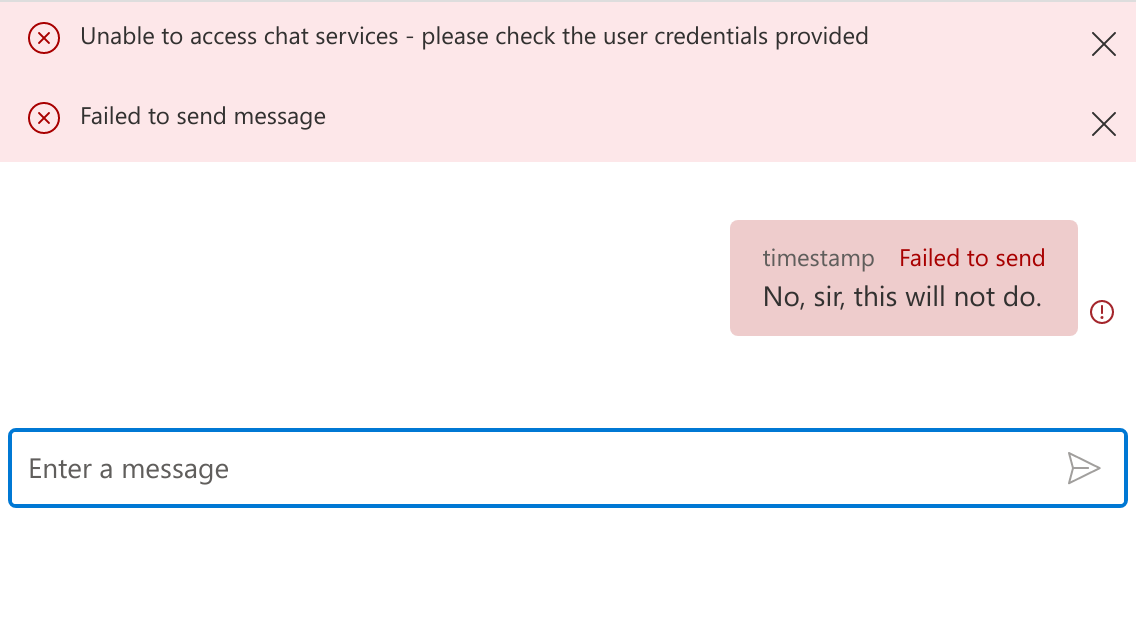 Unable to access chat services - please check the user credentials provided
Failed to send message
timestamp Failed to send
No, sir, this will not do.
Enter a message